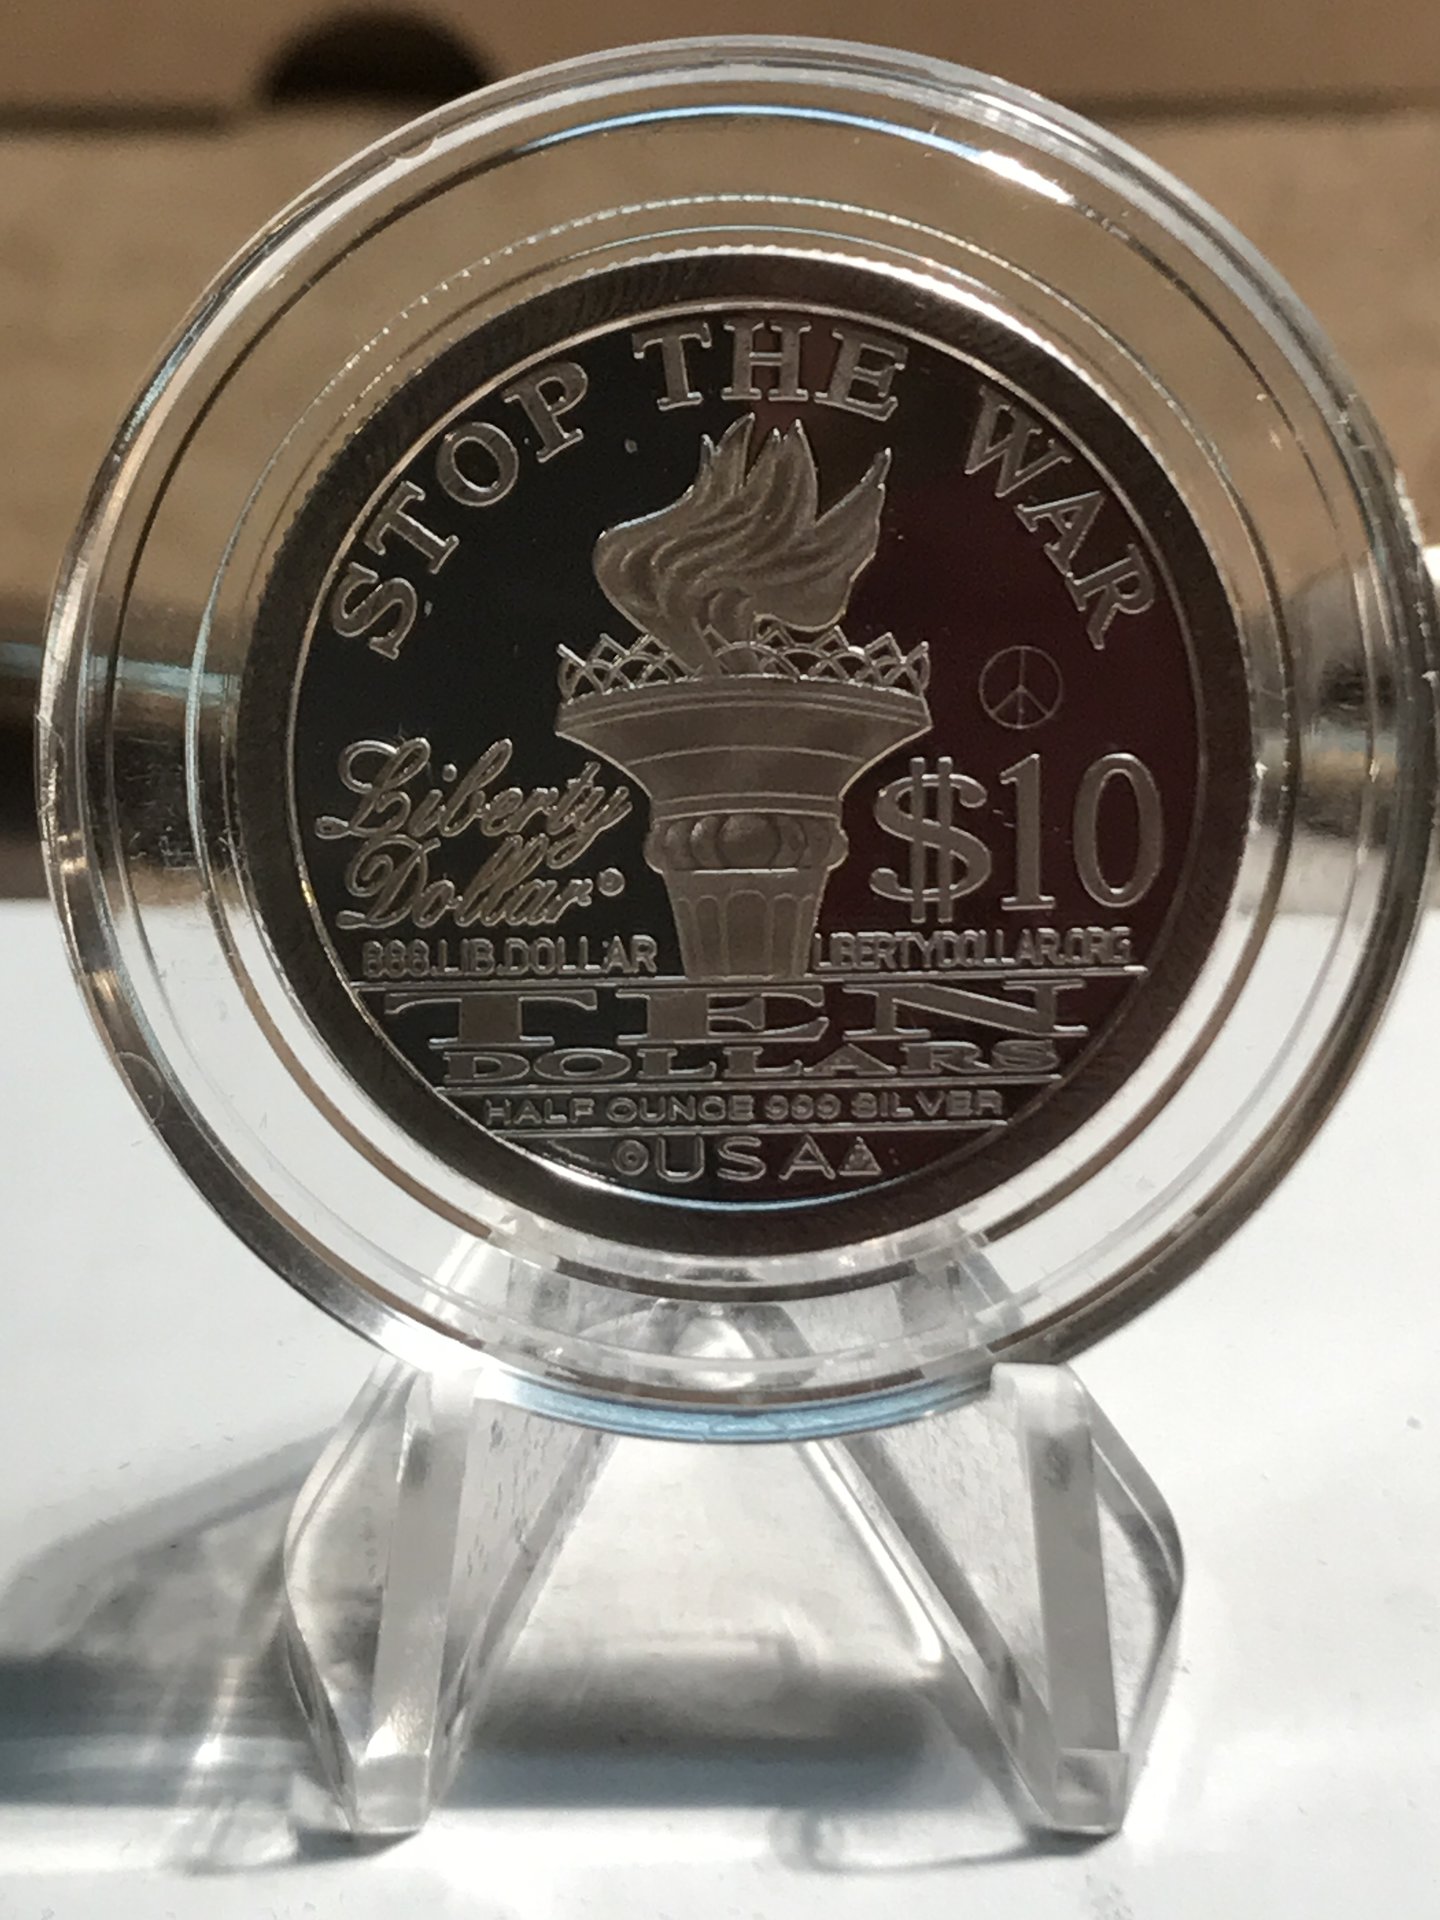 STOP THE WAR
Liberty
Dollar®
$10
888.LIB.DOLLAR
LIBERTYDOLLAR.ORG
TEN
DOLLARS
HALF OUNCE 999 SILVER
©USA